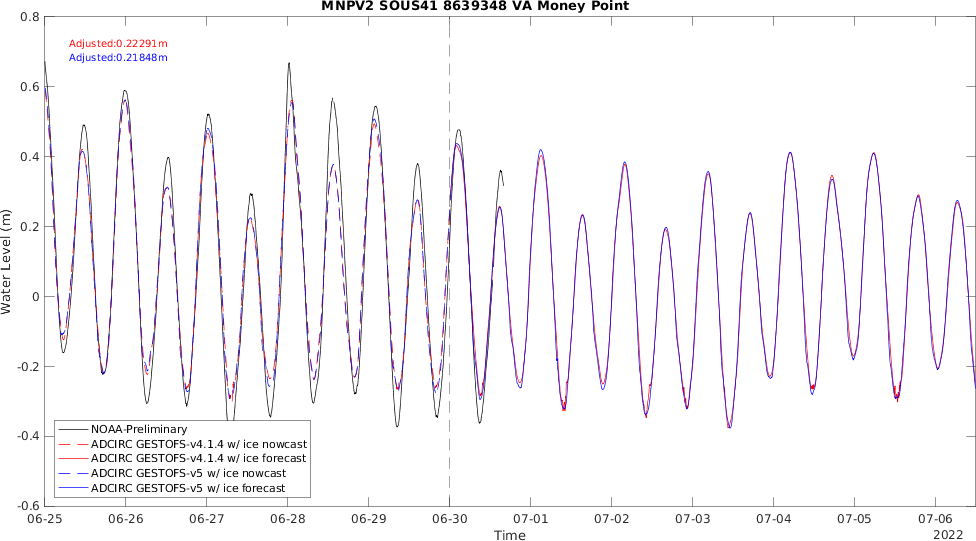 MNPV2 SOUS41 8639348 VA Money Point
Adjusted:0.22291m
Adjusted:0.21848m
0.8
0.6
0.4
0.2
0
-0.2
-0.4
-0.6
Water Level (m)
NOAA-Preliminary
ADCIRC GESTOFS-v4.1.4 w/ ice nowcast
ADCIRC GESTOFS-v4.1.4 w/ ice forecast
ADCIRC GESTOFS-v5 w/ ice nowcast
ADCIRC GESTOFS-v5 w/ ice forecast
06-25 06-26 06-27 06-28 06-29 06-30 07-01 07-02 07-03 07-04 07-05 07-06
Time
2022